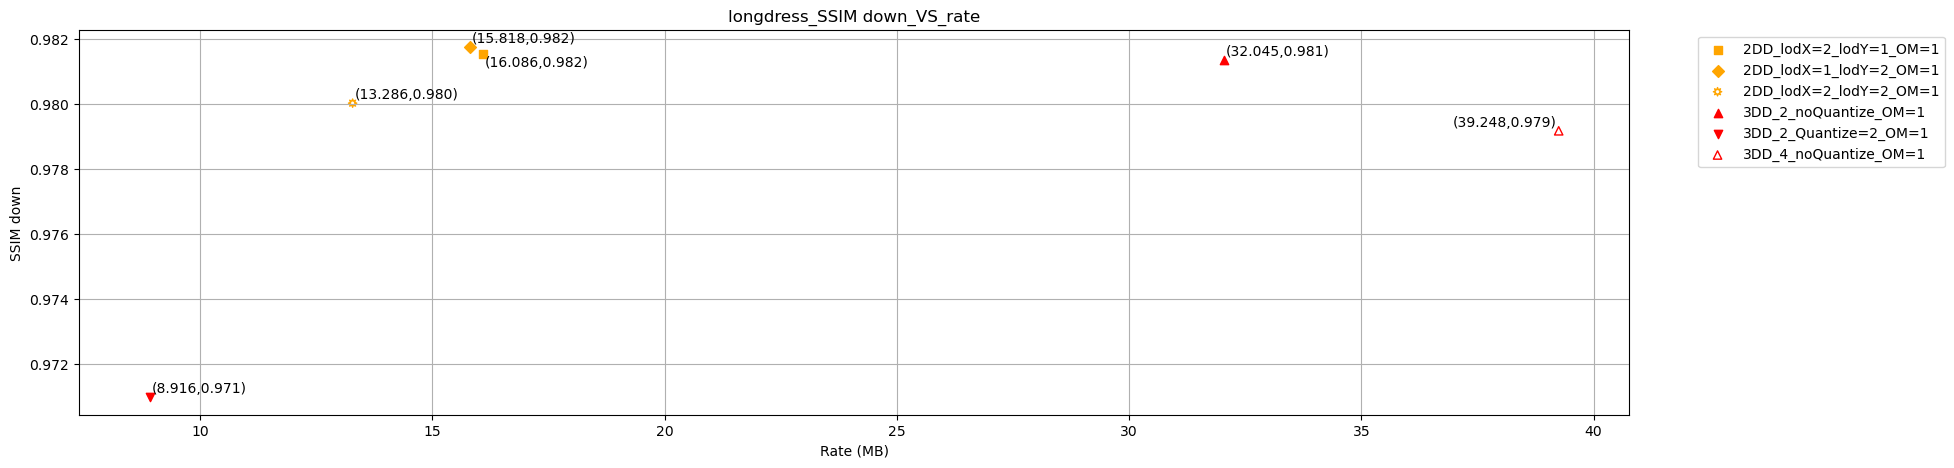 longdress_SSIM down_VS_rate
0.982
0.980
0.978
0.976
0.974
0.972
SSIM down
(15.818,0.982)
(16.086,0.982)
(13.286,0.980)
(32.045,0.981)
(39.248,0.979)
(8.916,0.971)
10
15
20
25
30
35
40
Rate (MB)
2DD_lodX=2_lodY=1_OM=1
2DD_lodX=1_lodY=2_OM=1
2DD_lodX=2_lodY=2_OM=1
3DD_2_noQuantize_OM=1
3DD_2_Quantize=2_OM=1
3DD_4_noQuantize_OM=1